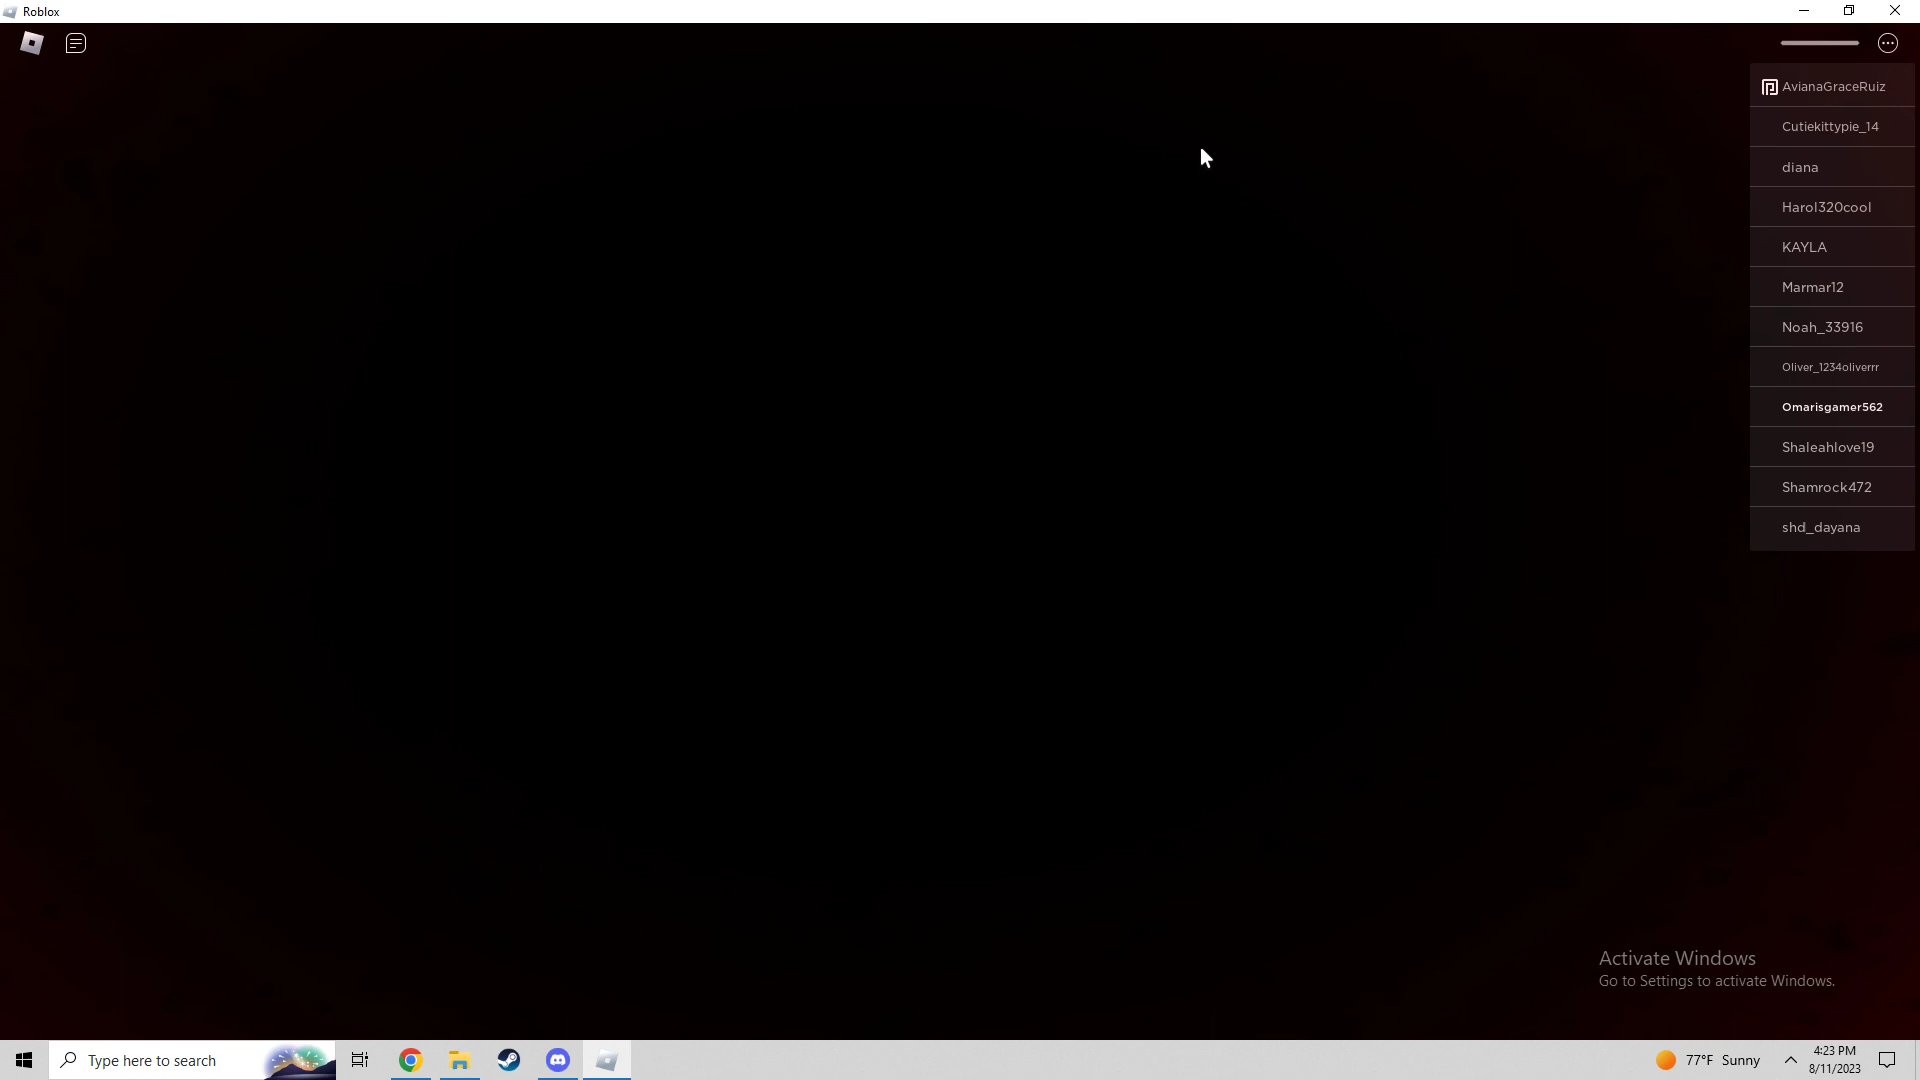 Roblox
AvianaGraceRuiz
Cutiekittypie_14
diana
Harol320cool
KAYLA
Marmar12
Noah_33916
Oliver_1234oliverrr
Omarisgamer562
Shaleahlove19
Shamrock472
shd_dayana
Activate Windows
Go to Settings to activate Windows.
Type here to search
77°F Sunny
4:23 PM
8/11/2023